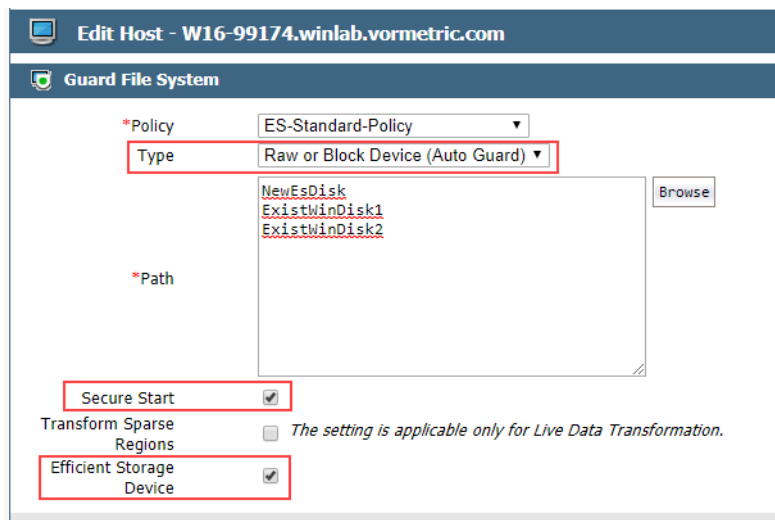 Edit Host - W16-99174.winlab.vormetric.com
Guard File System
*Policy ES-Standard-Policy
Type Raw or Block Device (Auto Guard)
NewEsDisk
ExistWinDisk1
ExistWinDisk2
Browse
*Path
Secure Start
Transform Sparse
Regions
The setting is applicable only for Live Data Transformation.
Efficient Storage
Device